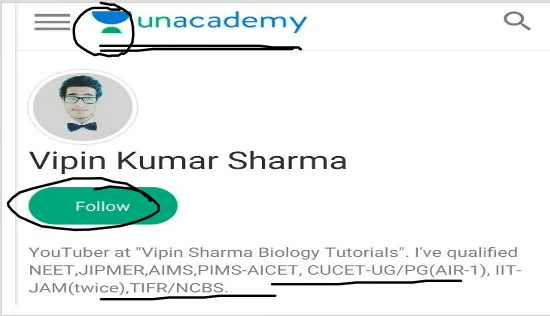 unacademy
Vipin Kumar Sharma
Follow
YouTuber at "Vipin Sharma Biology Tutorials". I've qualified
NEET,JIPMER,AIMS,PIMS-AICET, CUCET-UG/PG(AIR-1), IIT-
JAM(twice),TIFR/NCBS.